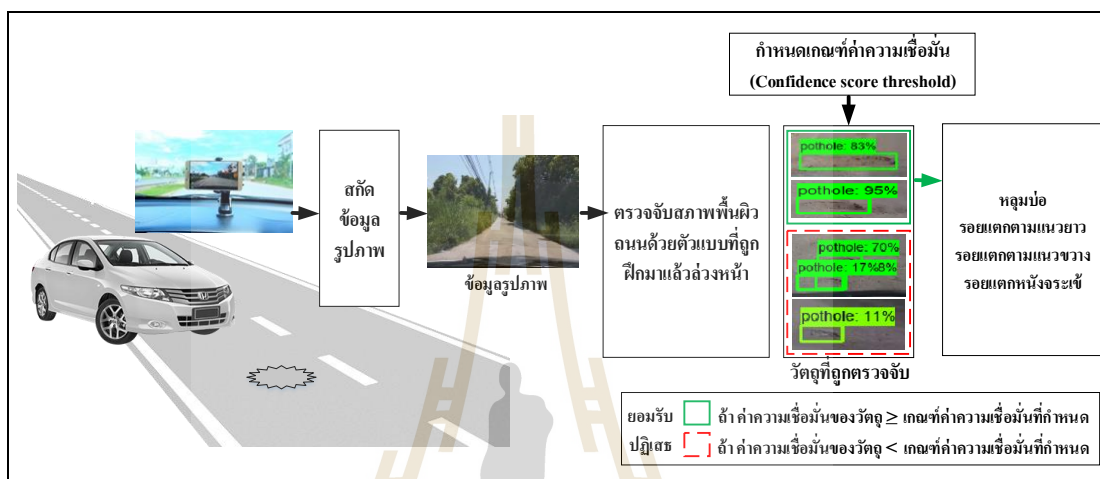 กำหนดเกณฑ์ค่าความเชื่อมั่น
(Confidence score threshold)
สกัด
ข้อมูล
รูปภาพ
ข้อมูลรูปภาพ
ตรวจจับสภาพพื้นผิว
ถนนด้วยตัวแบบที่ถูก
ฝึกมาแล้วล่วงหน้า
pothole: 83%
pothole: 95%
pothole: 70%
pothole: 17%8%
pothole: 11%
วัตถุที่ถูกตรวจจับ
หลุมบ่อ
รอยแตกตามแนวยาว
รอยแตกตามแนวขวาง
รอยแตกหนังจระเข้
ยอมรับ ถ้าค่าความเชื่อมั่นของวัตถุ ≥ เกณฑ์ค่าความเชื่อมั่นที่กำหนด
ปฏิเสธ ถ้าค่าความเชื่อมั่นของวัตถุ < เกณฑ์ค่าความเชื่อมั่นที่กำหนด